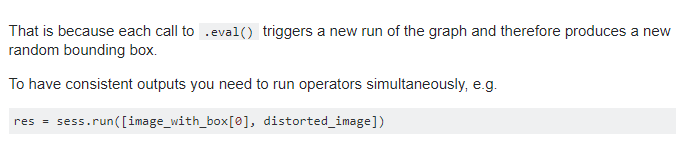 That is because each call to .eval() triggers a new run of the graph and therefore produces a new
random bounding box.
To have consistent outputs you need to run operators simultaneously, e.g.
res = sess.run([image_with_box[0], distorted_image])